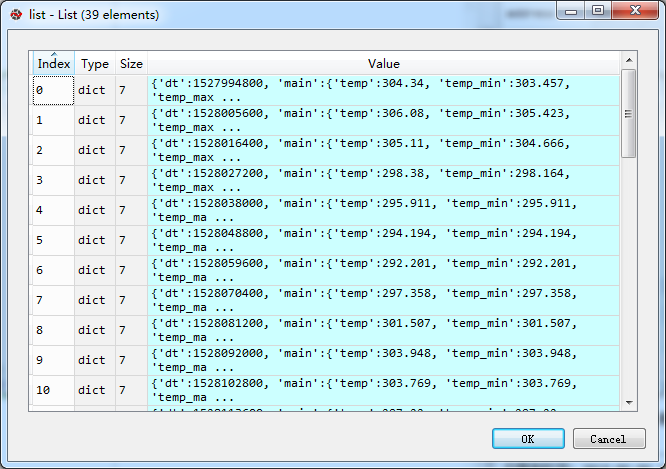 list - List (39 elements)
Index Type Size Value
0 dict 7 {'dt':1527994800, 'main':{'temp':304.34, 'temp_min':303.457,
'temp_max ...
1 dict 7 {'dt':1528005600, 'main':{'temp':306.08, 'temp_min':305.423,
'temp_max ...
2 dict 7 {'dt':1528016400, 'main':{'temp':305.11, 'temp_min':304.666,
'temp_max ...
3 dict 7 {'dt':1528027200, 'main':{'temp':298.38, 'temp_min':298.164,
'temp_max ...
4 dict 7 {'dt':1528038000, 'main':{'temp':295.911, 'temp_min':295.911,
'temp_ma ...
5 dict 7 {'dt':1528048800, 'main':{'temp':294.194, 'temp_min':294.194,
'temp_ma ...
6 dict 7 {'dt':1528059600, 'main':{'temp':292.201, 'temp_min':292.201,
'temp_ma ...
7 dict 7 {'dt':1528070400, 'main':{'temp':297.358, 'temp_min':297.358,
'temp_ma ...
8 dict 7 {'dt':1528081200, 'main':{'temp':301.507, 'temp_min':301.507,
'temp_ma ...
9 dict 7 {'dt':1528092000, 'main':{'temp':303.948, 'temp_min':303.948,
'temp_ma ...
10 dict 7 {'dt':1528102800, 'main':{'temp':303.769, 'temp_min':303.769,
'temp_ma ...
OK Cancel